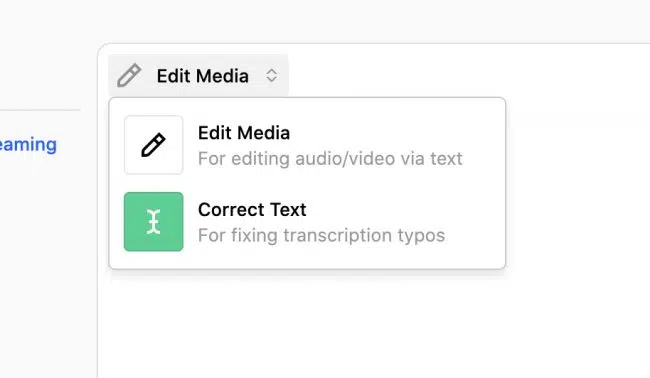 Edit Media
eaming
Edit Media
For editing audio/video via text
Correct Text
For fixing transcription typos